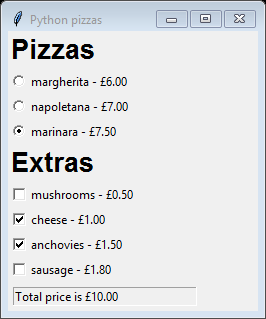 Python pizzas
Pizzas
margherita - £6.00
napoletana - £7.00
marinara - £7.50
Extras
mushrooms - £0.50
cheese - £1.00
anchovies - £1.50
sausage - £1.80
Total price is £10.00